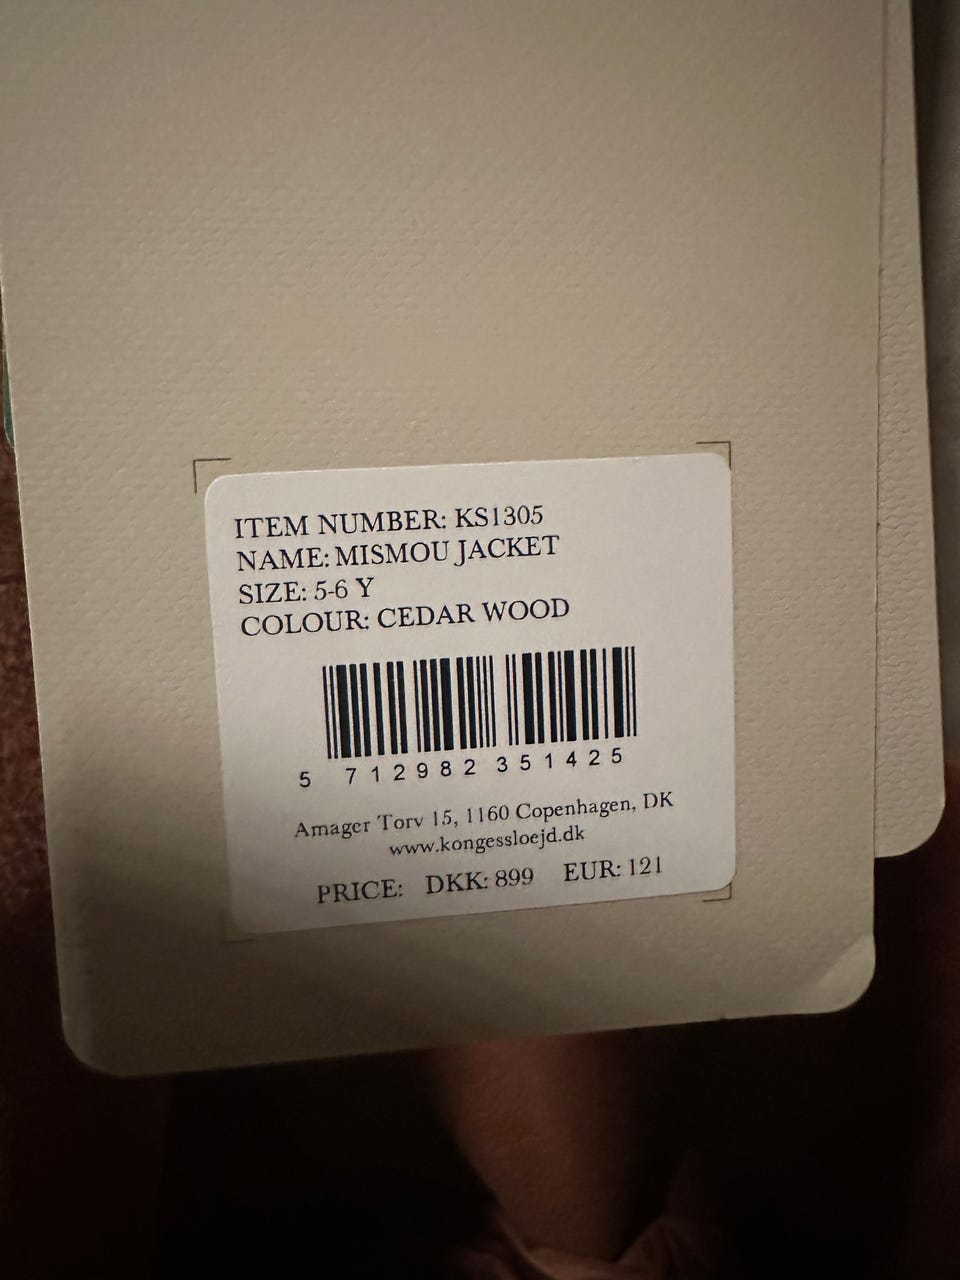 ITEM NUMBER: KS1305
NAME: MISMOU JACKET
SIZE: 5-6 Y
COLOUR: CEDAR WOOD
5 712982 351425
Amager Torv 15, 1160 Copenhagen, DK
www.kongessloejd.dk
PRICE: DKK: 899 EUR: 121